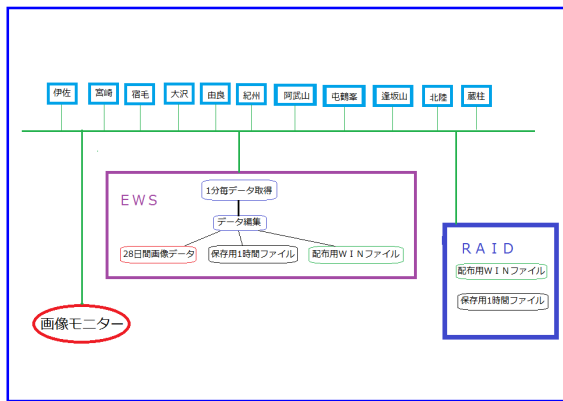 伊佐
宮崎
宿毛
大沢
由良
紀州
阿武山
屯鶴峯
逢坂山
北陸
蔵柱
EWS
1分毎データ取得
データ編集
28日間画像データ
保存用1時間ファイル
配布用WINファイル
RAID
配布用WINファイル
保存用1時間ファイル
画像モニター